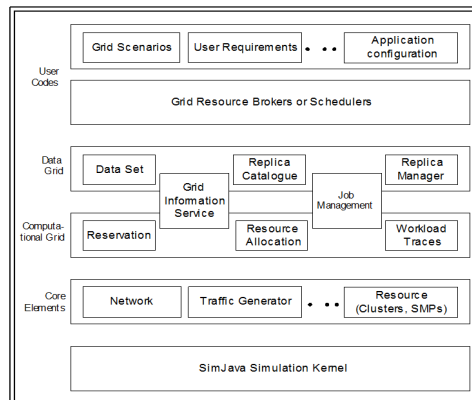 Grid Scenarios
User Requirements
Application
configuration
User
Codes
Grid Resource Brokers or Schedulers
Data
Grid
Data Set
Grid
Information
Service
Replica
Catalogue
Job
Management
Replica
Manager
Computa-
tional Grid
Reservation
Resource
Allocation
Workload
Traces
Core
Elements
Network
Traffic Generator
Resource
(Clusters, SMPs)
SimJava Simulation Kernel